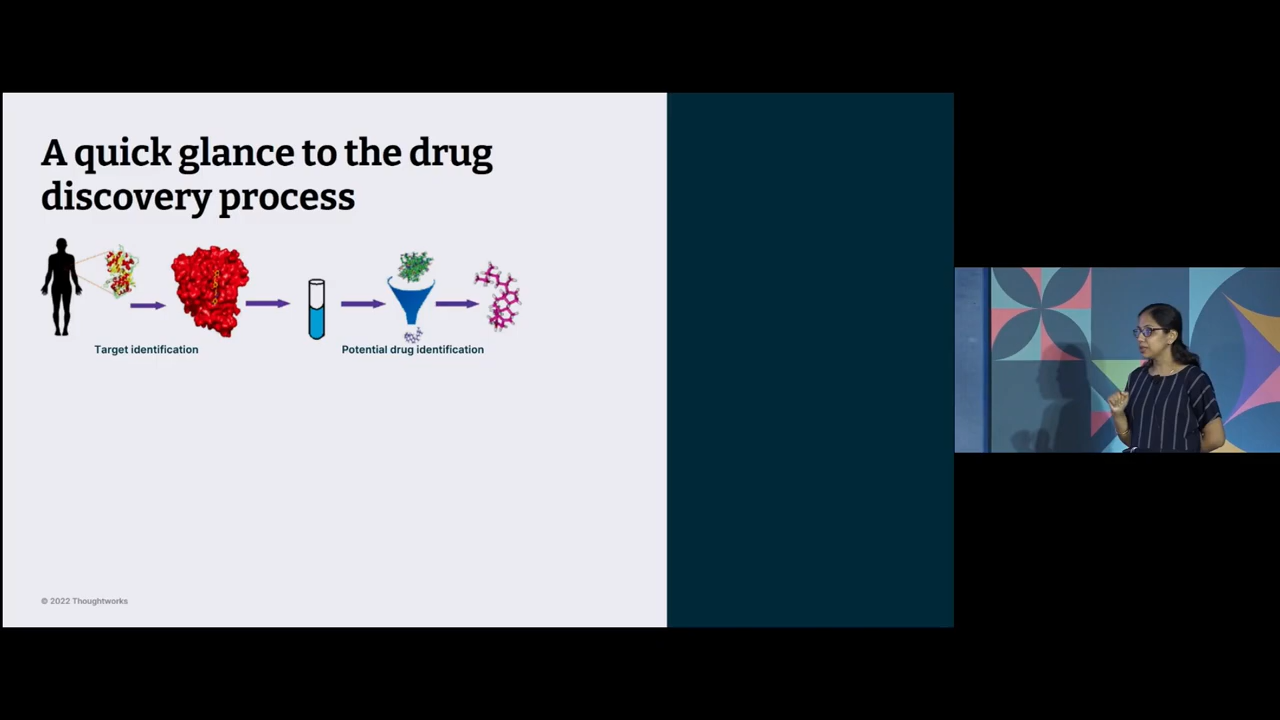 A quick glance to the drug
discovery process
Target identification
Potential drug identification
© 2022 Thoughtworks